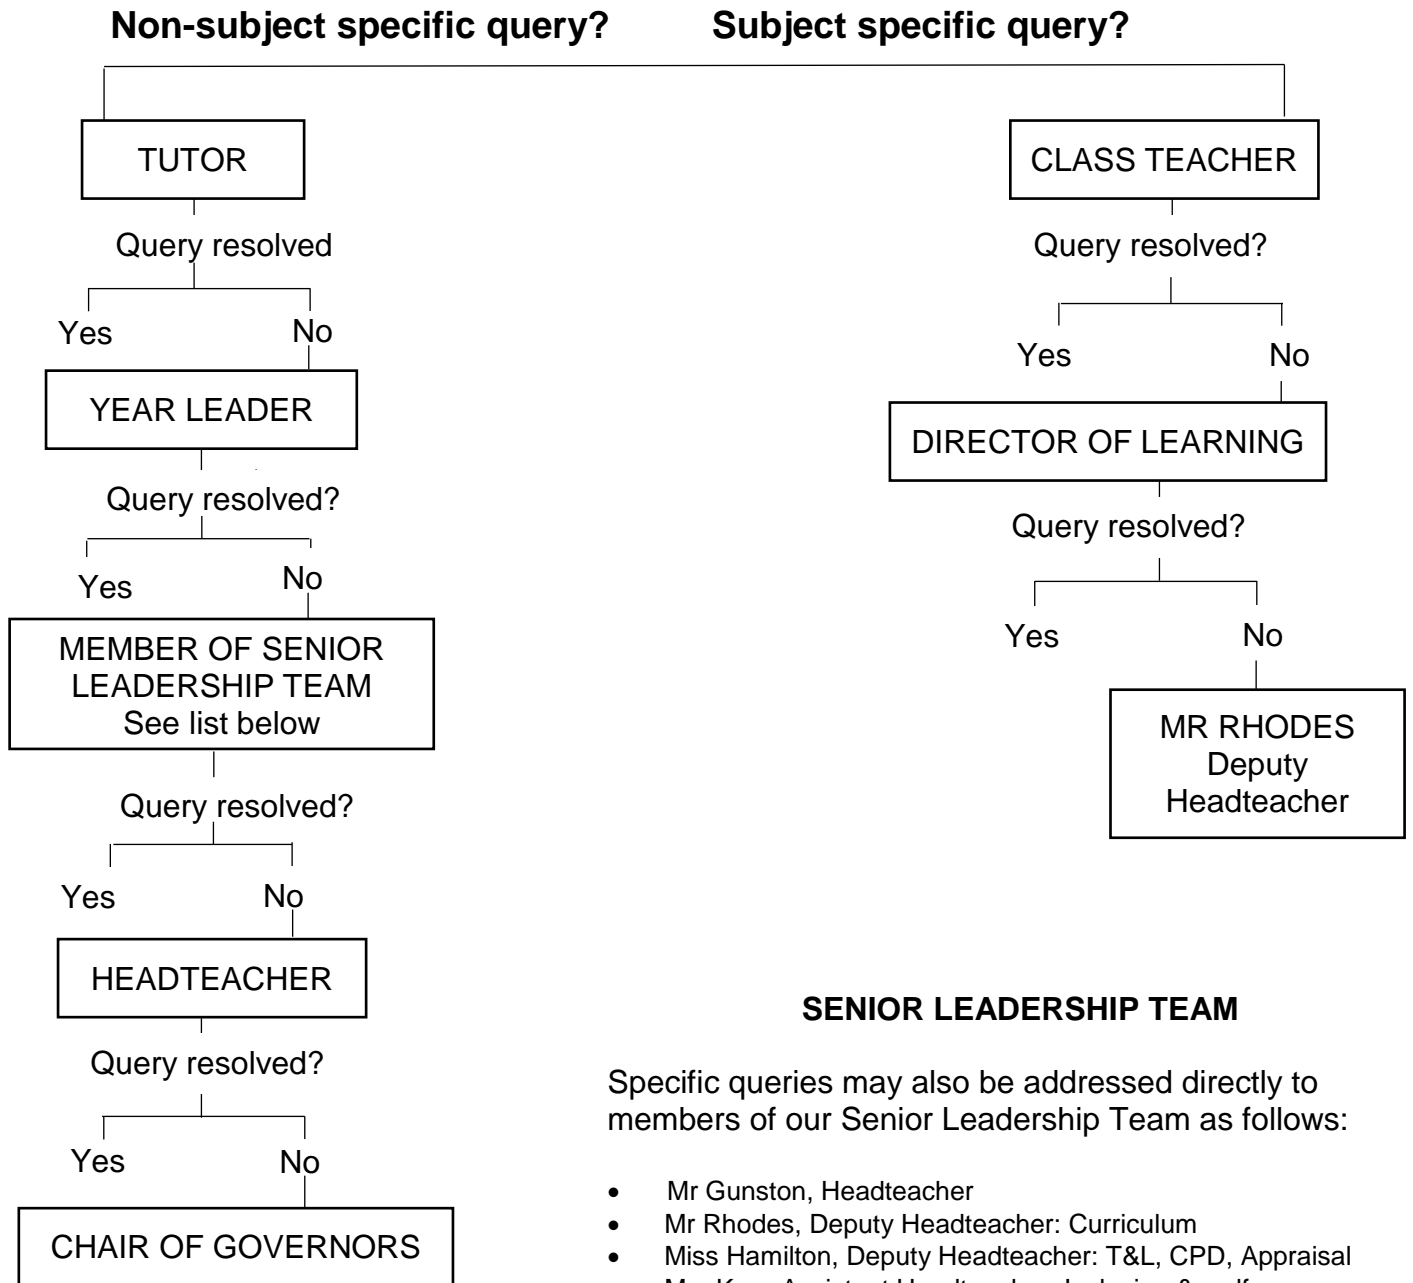 Non-subject specific query?
Subject specific query?
TUTOR
Query resolved
Yes
No
YEAR LEADER
Query resolved?
Yes
No
MEMBER OF SENIOR
LEADERSHIP TEAM
See list below
Query resolved?
Yes
No
HEADTEACHER
Query resolved?
Yes
No
CHAIR OF GOVERNORS
CLASS TEACHER
Query resolved?
Yes
No
DIRECTOR OF LEARNING
Query resolved?
Yes
No
MR RHODES
Deputy
Headteacher
SENIOR LEADERSHIP TEAM
Specific queries may also be addressed directly to
members of our Senior Leadership Team as follows:
• Mr Gunston, Headteacher
• Mr Rhodes, Deputy Headteacher: Curriculum
• Miss Hamilton, Deputy Headteacher: T&L, CPD, Appraisal